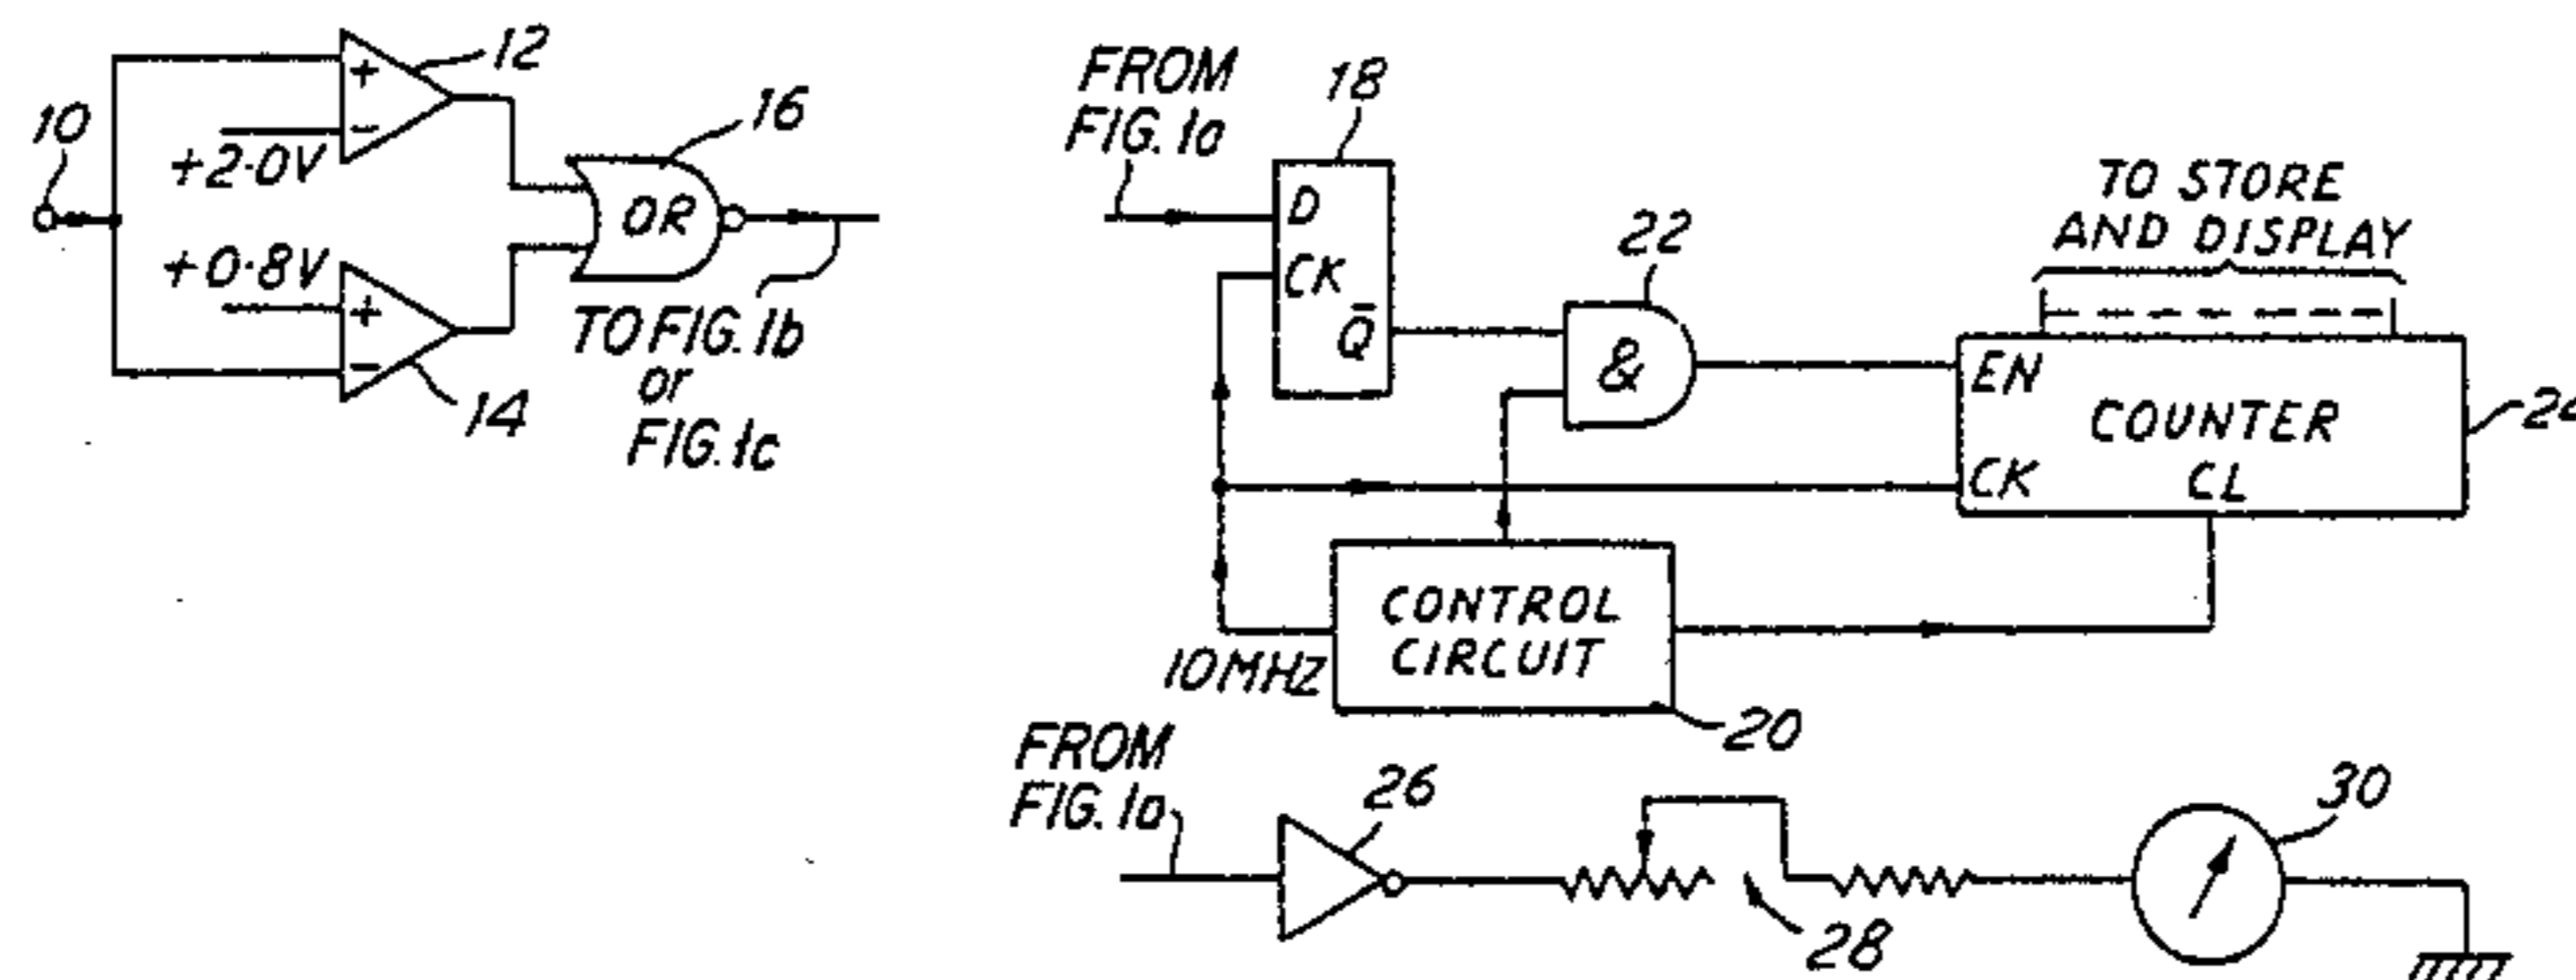 10
12
+
−
+2·0V
+0·8V
+
−
14
16
OR
TO FIG. 1b
or
FIG. 1c
FROM
FIG. 1a
18
D
CK
Q̄
22
&
TO STORE
AND DISPLAY
EN
COUNTER
CK
CL
CONTROL
CIRCUIT
10MHZ
20
FROM
FIG. 1a
26
28
30